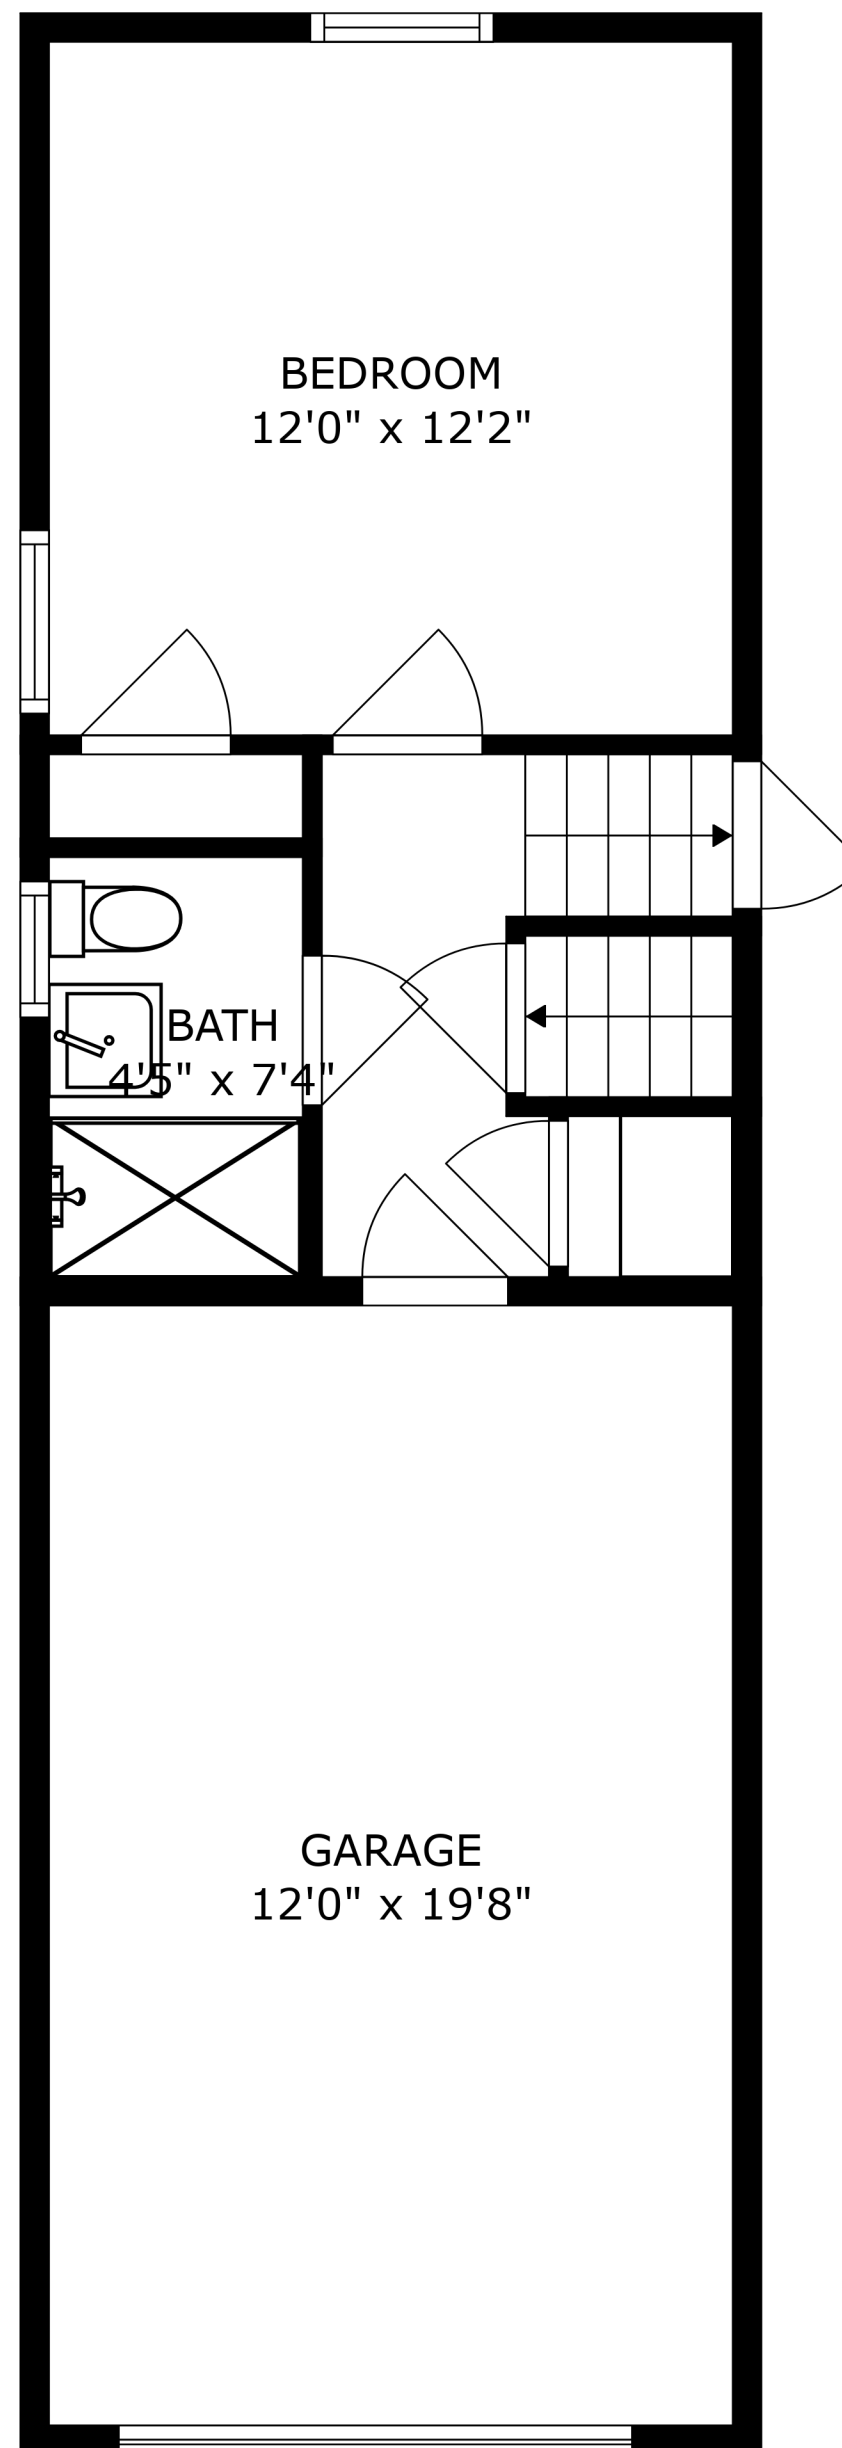 BEDROOM
12'0" x 12'2"
BATH
4'5" x 7'4"
GARAGE
12'0" x 19'8"